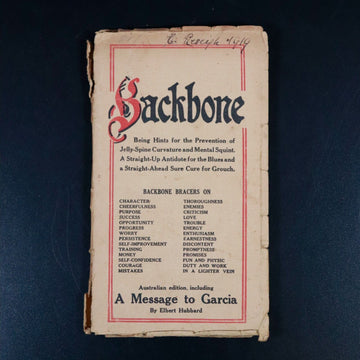 Backbone
Being Hints for the Prevention of
Jelly-Spine Curvature and Mental Squint.
A Straight-Up Antidote for the Blues and
a Straight-Ahead Sure Cure for Grouch.
BACKBONE BRACERS ON
CHARACTER THOROUGHNESS
CHEERFULNESS ENEMIES
PURPOSE CRITICISM
SUCCESS LOVE
OPPORTUNITY TROUBLE
PROGRESS ENERGY
WORRY ENTHUSIASM
PERSISTENCE EARNESTNESS
SELF-IMPROVEMENT DISCONTENT
TRAINING PROMPTNESS
MONEY PROMISES
SELF-CONFIDENCE FUN AND PHYSIC
COURAGE DUTY AND WORK
MISTAKES IN A LIGHTER VEIN
Australian edition, including
A Message to Garcia
By Elbert Hubbard